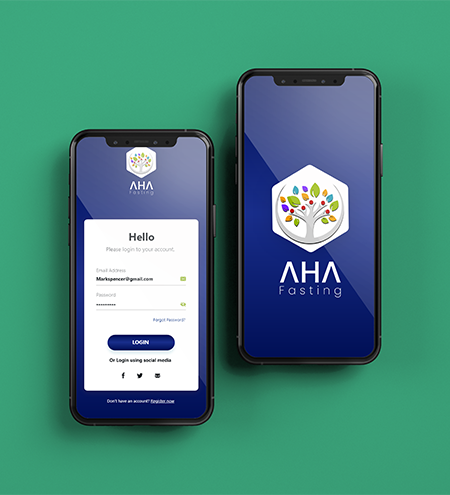 AHA
Fasting
Hello
Please login to your account.
Email Address
Markspencer@gmail.com
Password
•••••••••
Forgot Password?
LOGIN
Or Login using social media
Don't have an account? Register now
AHA
Fasting